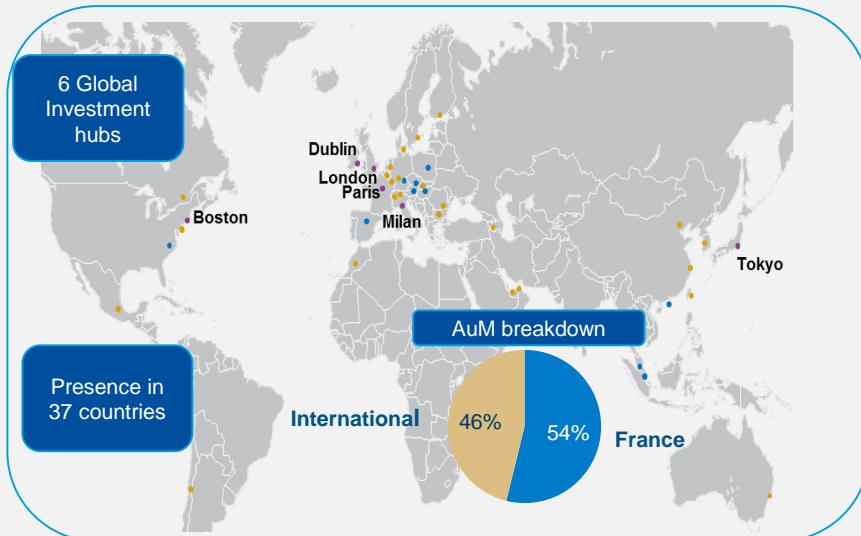 6 Global
Investment
hubs
Dublin
London
Paris
Boston
Milan
Tokyo
AuM breakdown
Presence in
37 countries
International
46%
54%
France